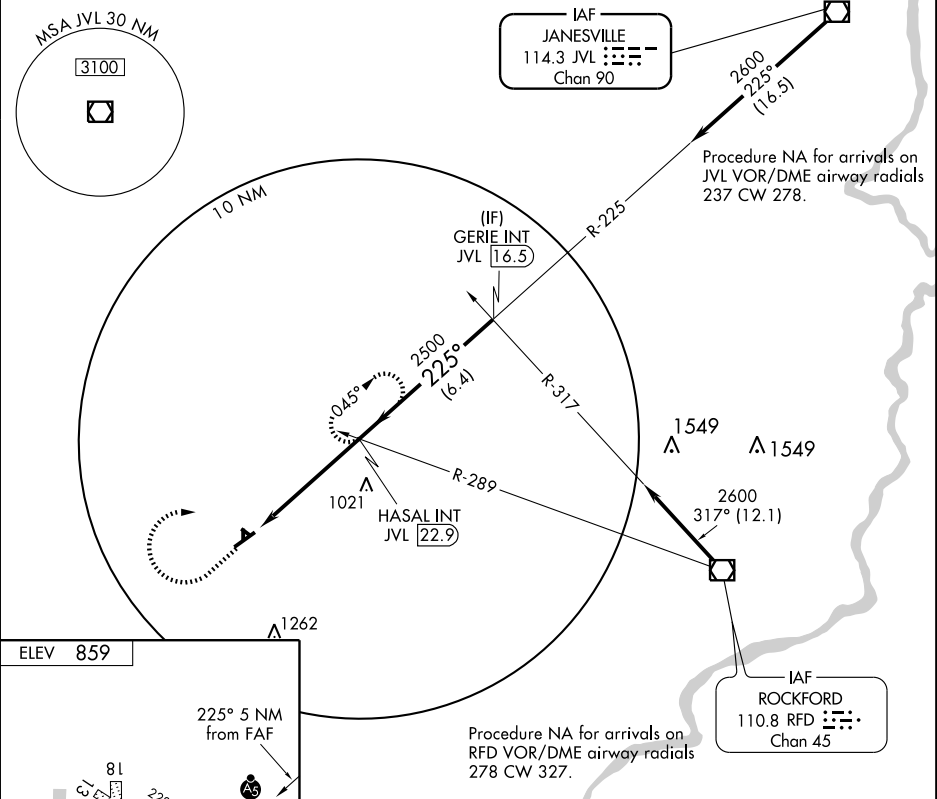 MSA JVL 30 NM
3100
IAF
JANESVILLE
114.3 JVL
Chan 90
2600
225°
(16.5)
Procedure NA for arrivals on
JVL VOR/DME airway radials
237 CW 278.
10 NM
R-225
(IF)
GERIE INT
JVL 16.5
2500
225°
(6.4)
045°
R-317
R-289
1549
1549
1021
HASAL INT
JVL 22.9
2600
317° (12.1)
1262
ELEV 859
225° 5 NM
from FAF
18
13
A5
IAF
ROCKFORD
110.8 RFD
Chan 45
Procedure NA for arrivals on
RFD VOR/DME airway radials
278 CW 327.